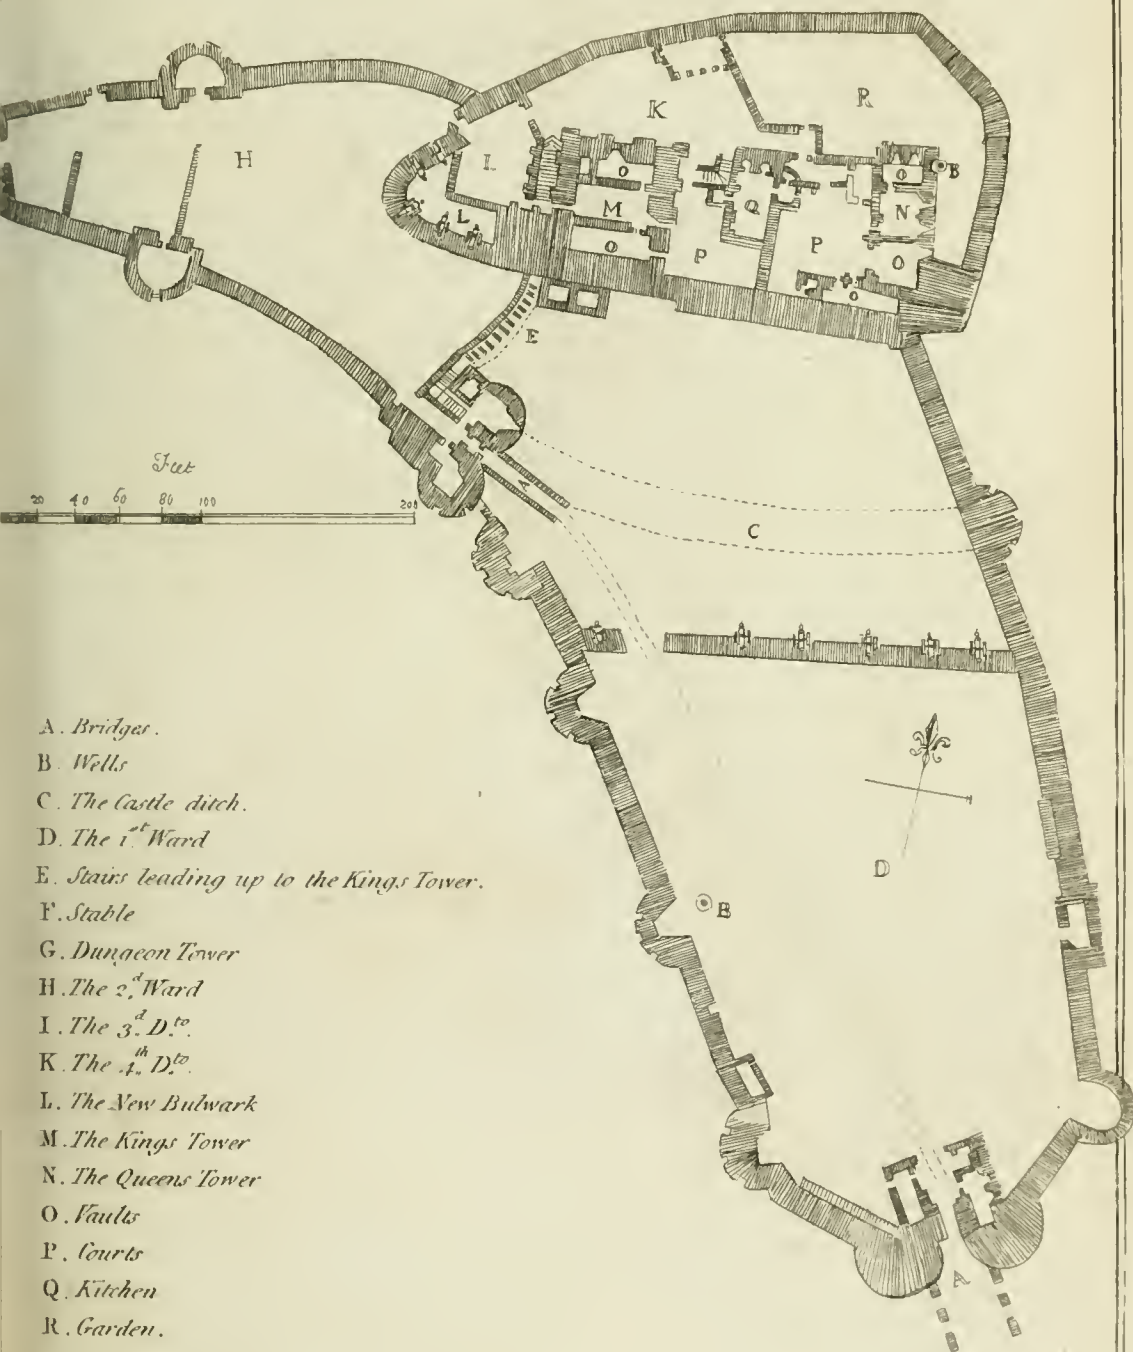 K
R
H
L
O
B
L
M
Q
N
O
P
P
O
O
E
Feet
20 40 60 80 100 200
A
C
D
B
A
A. Bridges.
B. Wells
C. The Castle ditch.
D. The 1st Ward
E. Stairs leading up to the Kings Tower.
F. Stable
G. Dungeon Tower
H. The 2d. Ward
I. The 3d. Dto.
K. The 4th. Dto.
L. The New Bulwark
M. The Kings Tower
N. The Queens Tower
O. Vaults
P. Courts
Q. Kitchen
R. Garden.